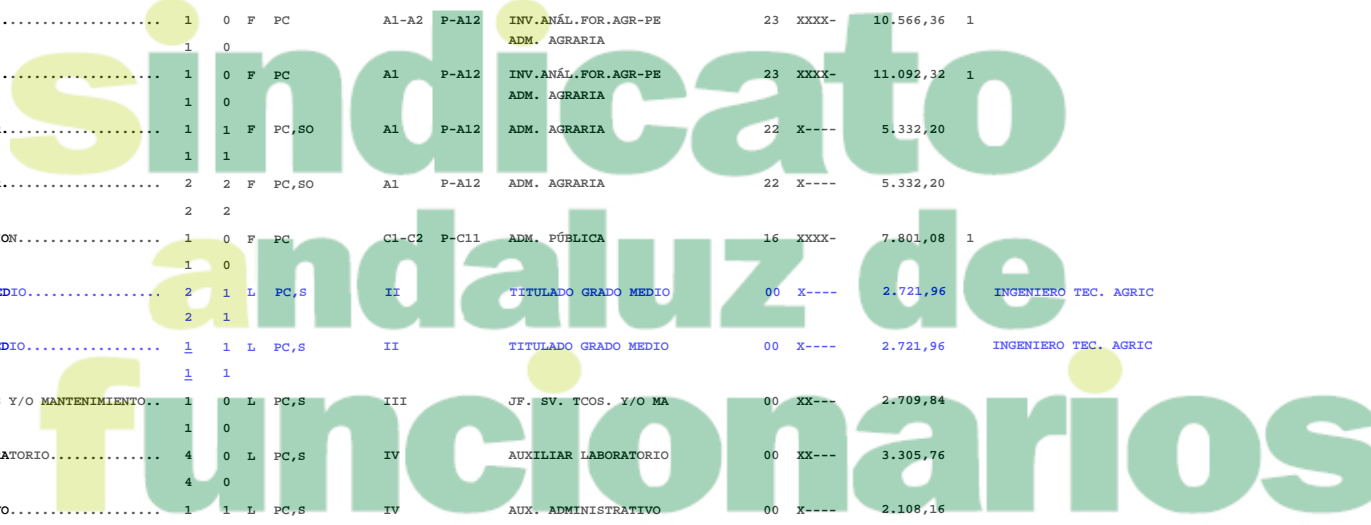 .................... 1 0 F PC A1-A2 P-A12 INV.ANÁL.FOR.AGR-PE 23 XXXX- 10.566,36 1
1 0 ADM. AGRARIA
.................... 1 0 F PC A1 P-A12 INV.ANÁL.FOR.AGR-PE 23 XXXX- 11.092,32 1
ADM. AGRARIA
1 0
.................... 1 1 F PC,SO A1 P-A12 ADM. AGRARIA 22 X---- 5.332,20
1 1
.................... 2 2 F PC,SO A1 P-A12 ADM. AGRARIA 22 X---- 5.332,20
2 2
ON.................. 1 0 F PC C1-C2 P-C11 ADM. PÚBLICA 16 XXXX- 7.801,08 1
1 0
EDIO................. 2 1 L PC,S II TITULADO GRADO MEDIO 00 X---- 2.721,96 INGENIERO TEC. AGRIC
2 1
EDIO................. 1 1 L PC,S II TITULADO GRADO MEDIO 00 X---- 2.721,96 INGENIERO TEC. AGRIC
1 1
Y/O MANTENIMIENTO.. 1 0 L PC,S III JF. SV. TCOS. Y/O MA 00 XX--- 2.709,84
1 0
RATORIO.............. 4 0 L PC,S IV AUXILIAR LABORATORIO 00 XX--- 3.305,76
4 0
O................... 1 1 L PC,S IV AUX. ADMINISTRATIVO 00 X---- 2.108,16
sindicato
andaluz de
funcionarios